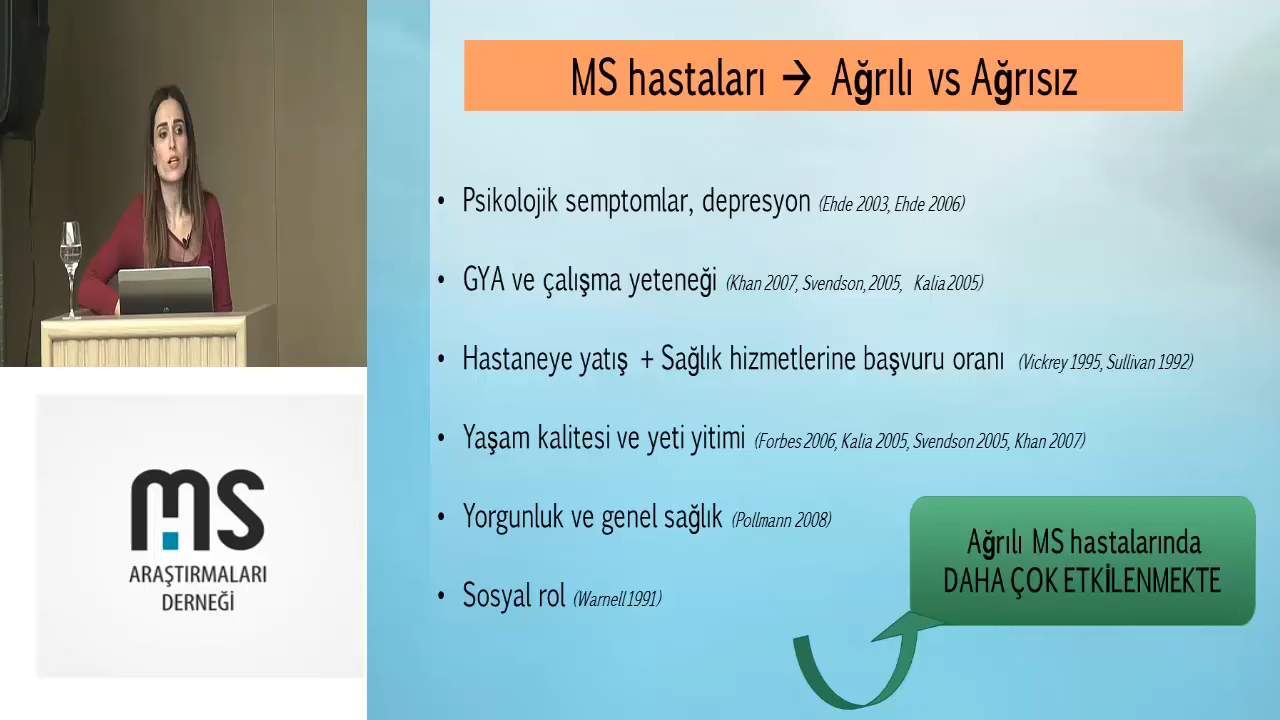 MS hastaları → Ağrılı vs Ağrısız
• Psikolojik semptomlar, depresyon (Ehde 2003, Ehde 2006)
• GYA ve çalışma yeteneği (Khan 2007, Svendson, 2005, Kalia 2005)
• Hastaneye yatış + Sağlık hizmetlerine başvuru oranı (Vickrey 1995, Sullivan 1992)
• Yaşam kalitesi ve yeti yitimi (Forbes 2006, Kalia 2005, Svendson 2005, Khan 2007)
• Yorgunluk ve genel sağlık (Pollmann 2008)
• Sosyal rol (Warnell 1991)
Ağrılı MS hastalarında
DAHA ÇOK ETKİLENMEKTE
MS
ARAŞTIRMALARI
DERNEĞİ